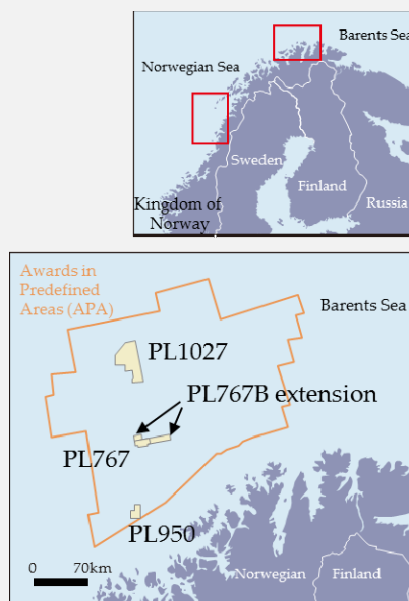 Barents Sea
Norwegian Sea
Sweden
Finland
Kingdom of
Norway
Russia
Awards in
Predefined
Areas (APA)
Barents Sea
PL1027
PL767B extension
PL767
PL950
0 70km
Norwegian
Finland